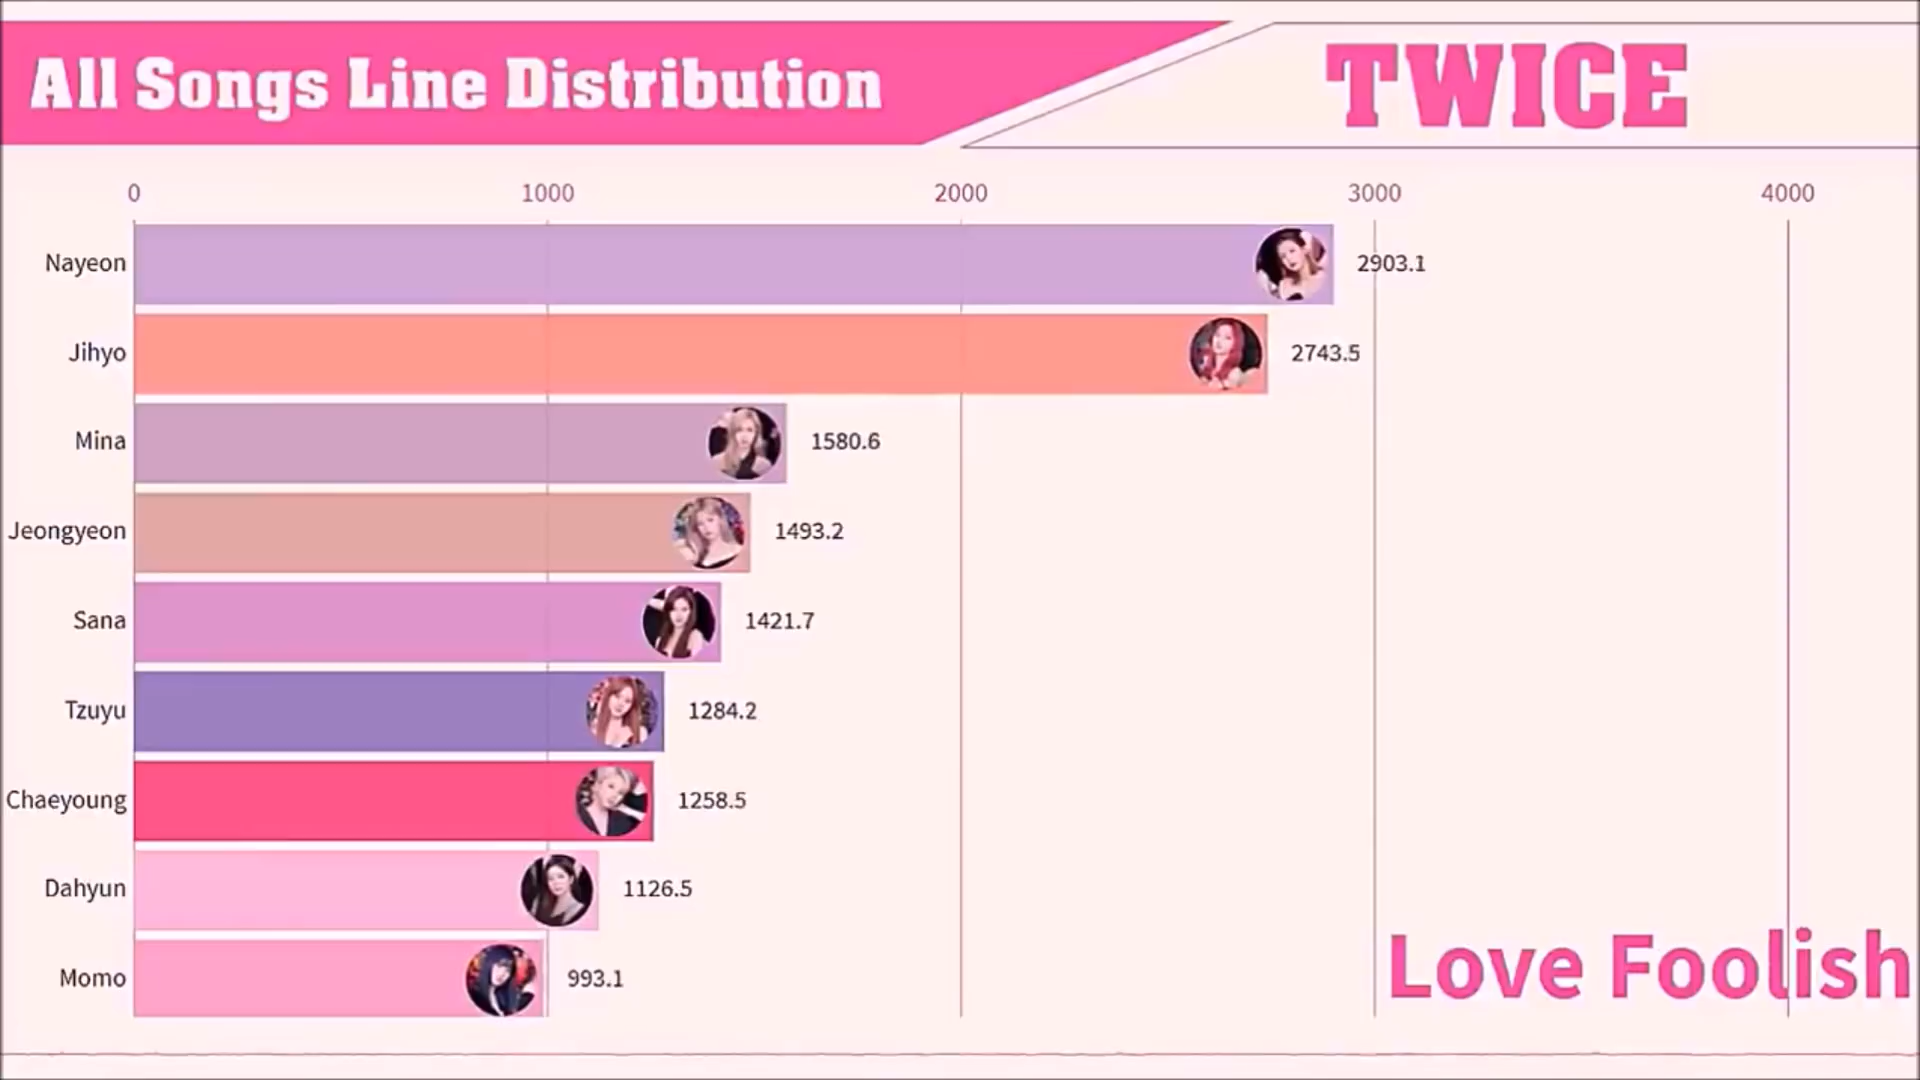 All Songs Line Distribution
TWICE
0 1000 2000 3000 4000
Nayeon 2903.1
Jihyo 2743.5
Mina 1580.6
Jeongyeon 1493.2
Sana 1421.7
Tzuyu 1284.2
Chaeyoung 1258.5
Dahyun 1126.5
Momo 993.1
Love Foolish